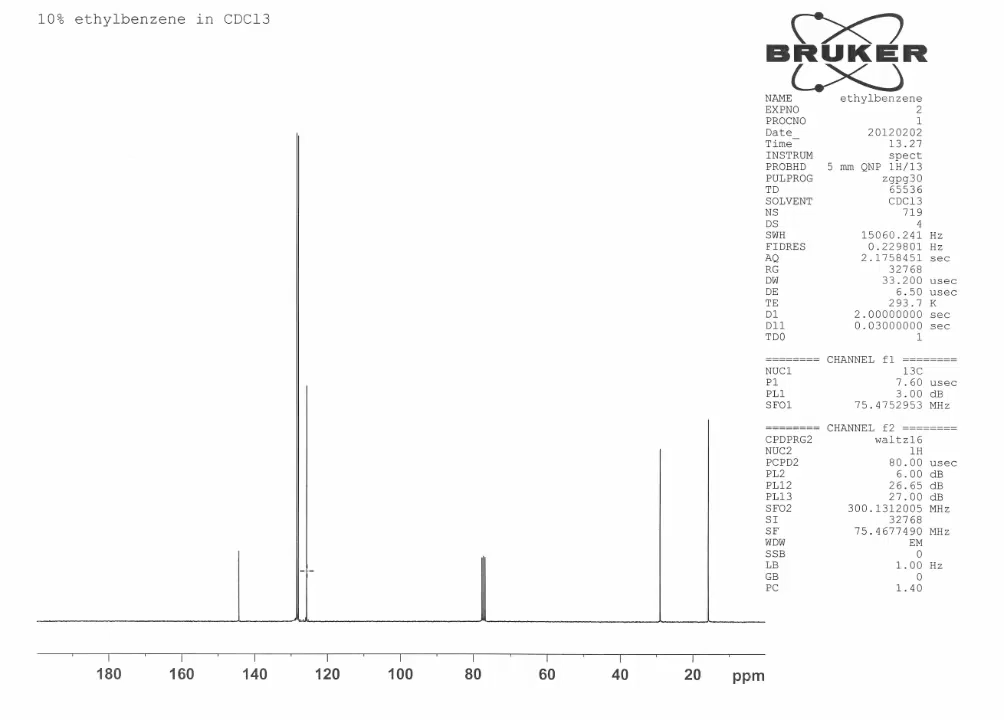 10% ethylbenzene in CDCl3
BRUKER
NAME ethylbenzene
EXPNO 2
PROCNO 1
Date_ 20120202
Time 13.27
INSTRUM spect
PROBHD 5 mm QNP 1H/13
PULPROG zgpg30
TD 65536
SOLVENT CDCl3
NS 719
DS 4
SWH 15060.241 Hz
FIDRES 0.229801 Hz
AQ 2.1758451 sec
RG 32768
DW 33.200 usec
DE 6.50 usec
TE 293.7 K
D1 2.00000000 sec
D11 0.03000000 sec
TD0 1
======== CHANNEL f1 ========
NUC1 13C
P1 7.60 usec
PL1 3.00 dB
SFO1 75.4752953 MHz
======== CHANNEL f2 ========
CPDPRG2 waltz16
NUC2 1H
PCPD2 80.00 usec
PL2 6.00 dB
PL12 26.65 dB
PL13 27.00 dB
SFO2 300.1312005 MHz
SI 32768
SF 75.4677490 MHz
WDW EM
SSB 0
LB 1.00 Hz
GB 0
PC 1.40
180 160 140 120 100 80 60 40 20 ppm